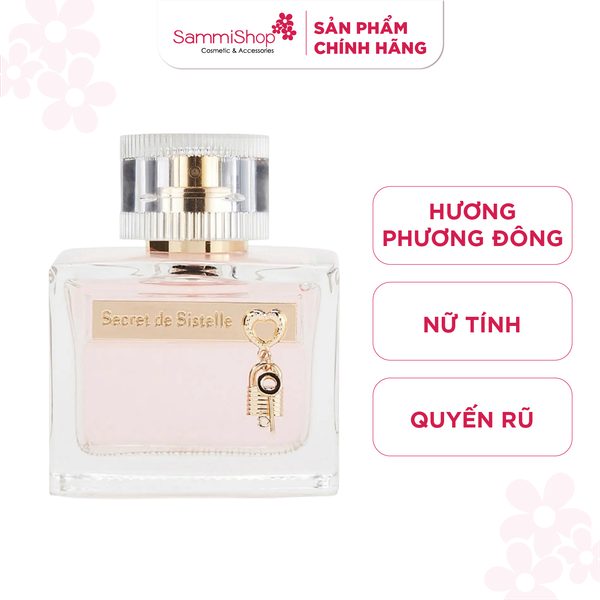 SammiShop
Cosmetic & Accessories
SẢN PHẨM
CHÍNH HÃNG
Secret de Sistelle
HƯƠNG
PHƯƠNG ĐÔNG
NỮ TÍNH
QUYẾN RŨ